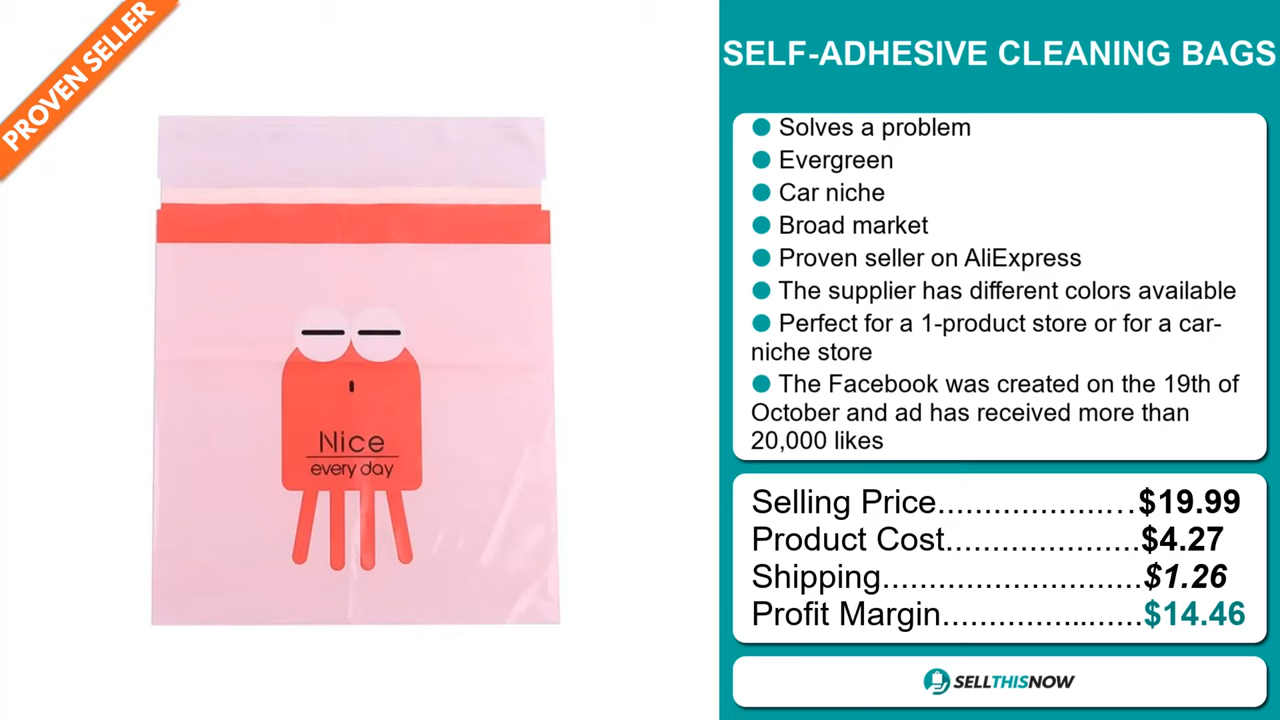 PROVEN SELLER
SELF-ADHESIVE CLEANING BAGS
Solves a problem
Evergreen
Car niche
Broad market
Proven seller on AliExpress
The supplier has different colors available
Perfect for a 1-product store or for a car-
niche store
The Facebook was created on the 19th of
October and ad has received more than
20,000 likes
Nice
every day
Selling Price.....................$19.99
Product Cost.....................$4.27
Shipping............................$1.26
Profit Margin......................$14.46
SELLTHISNOW